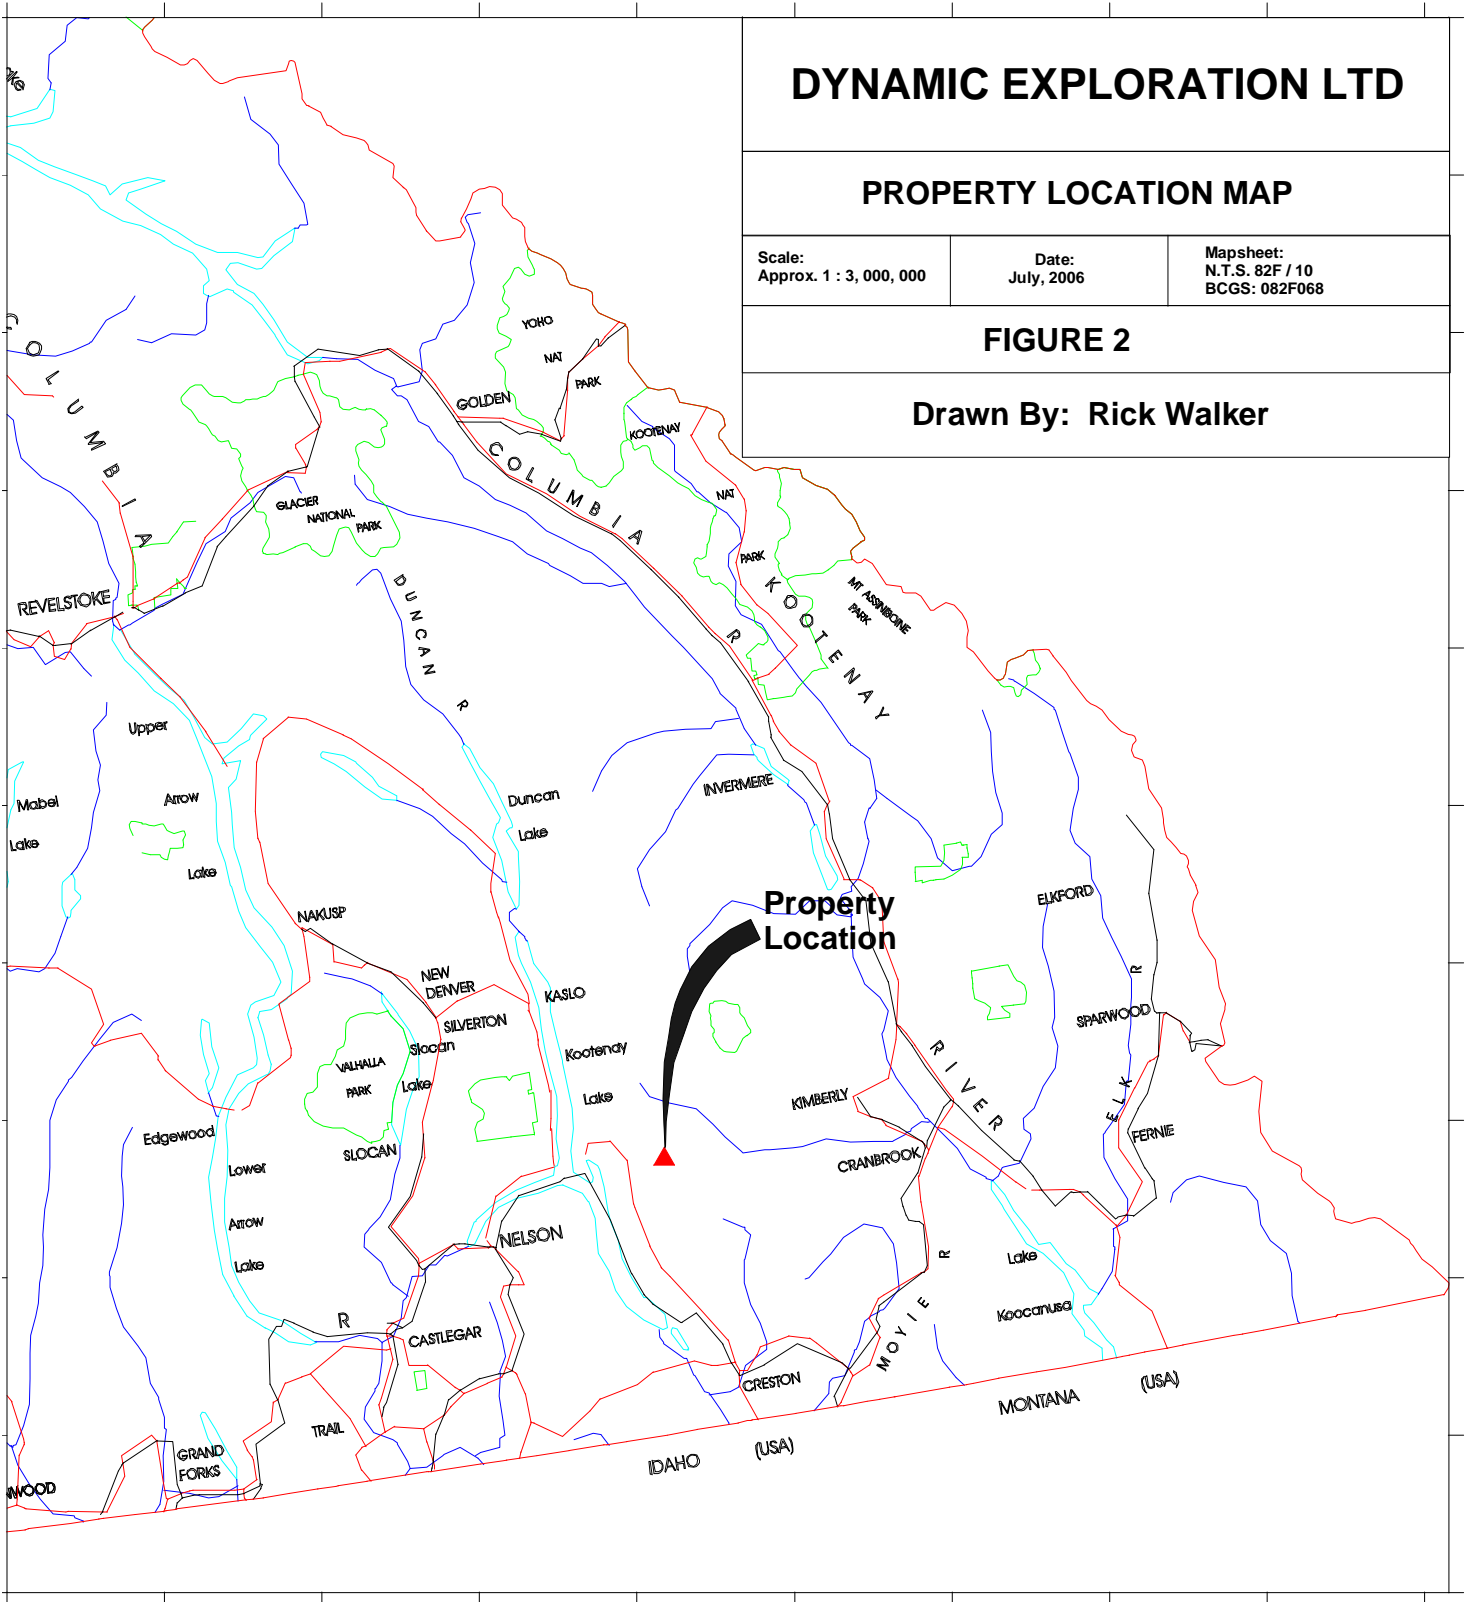 DYNAMIC EXPLORATION LTD
PROPERTY LOCATION MAP
Scale:
Approx. 1 : 3, 000, 000
Date:
July, 2006
Mapsheet:
N.T.S. 82F / 10
BCGS: 082F068
FIGURE 2
Drawn By: Rick Walker
COLUMBIA
YOHO
NAT
PARK
GOLDEN
KOOTENAY
NAT
PARK
COLUMBIA
R
GLACIER
NATIONAL
PARK
REVELSTOKE
DUNCAN
R
KOOTENAY
MT ASSINIBOINE
PARK
Upper
Arrow
Lake
Mabel
Lake
Duncan
Lake
INVERMERE
Property
Location
ELKFORD
NAKUSP
NEW
DENVER
SILVERTON
KASLO
Slocan
Lake
VALHALLA
PARK
Kootenay
Lake
SPARWOOD
R
ELK
RIVER
KIMBERLY
CRANBROOK
FERNIE
Edgewood
SLOCAN
Lower
Arrow
Lake
NELSON
R
CASTLEGAR
MOYIE
R
Lake
Koocanusa
CRESTON
TRAIL
GRAND
FORKS
NWOOD
IDAHO
(USA)
MONTANA
(USA)